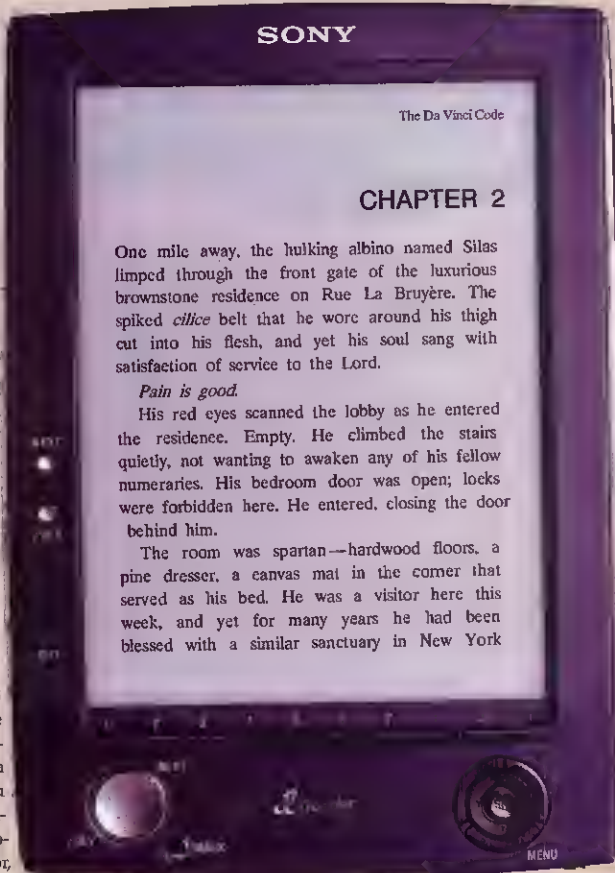 SONY
The Da Vinci Code
CHAPTER 2
One mile away, the hulking albino named Silas
limped through the front gate of the luxurious
brownstone residence on Rue La Bruyère. The
spiked cilice belt that he wore around his thigh
cut into his flesh, and yet his soul sang with
satisfaction of service to the Lord.
Pain is good.
His red eyes scanned the lobby as he entered
the residence. Empty. He climbed the stairs
quietly, not wanting to awaken any of his fellow
numeraries. His bedroom door was open; locks
were forbidden here. He entered, closing the door
behind him.
The room was spartan—hardwood floors, a
pine dresser, a canvas mat in the corner that
served as his bed. He was a visitor here this
week, and yet for many years he had been
blessed with a similar sanctuary in New York
MENU